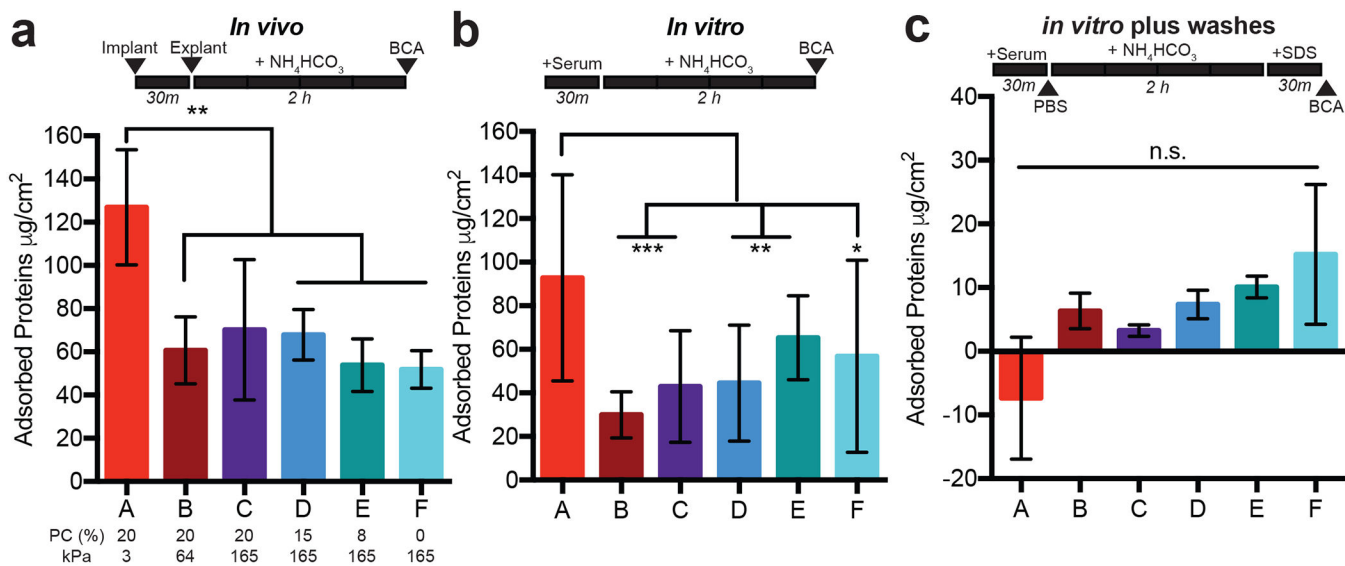 a
In vivo
Implant Explant BCA
+ NH4HCO3
30m 2 h
**
Adsorbed Proteins µg/cm2
160
140
120
100
80
60
40
20
0
A B C D E F
PC (%) 20 20 20 15 8 0
kPa 3 64 165 165 165 165
b
In vitro
BCA
+Serum + NH4HCO3
30m 2 h
Adsorbed Proteins µg/cm2
160
140
120
100
80
60
40
20
0
*** ** *
A B C D E F
c
in vitro plus washes
+Serum + NH4HCO3 +SDS
30m 2 h 30m
PBS BCA
n.s.
Adsorbed Proteins µg/cm2
40
30
20
10
0
-10
-20
A B C D E F